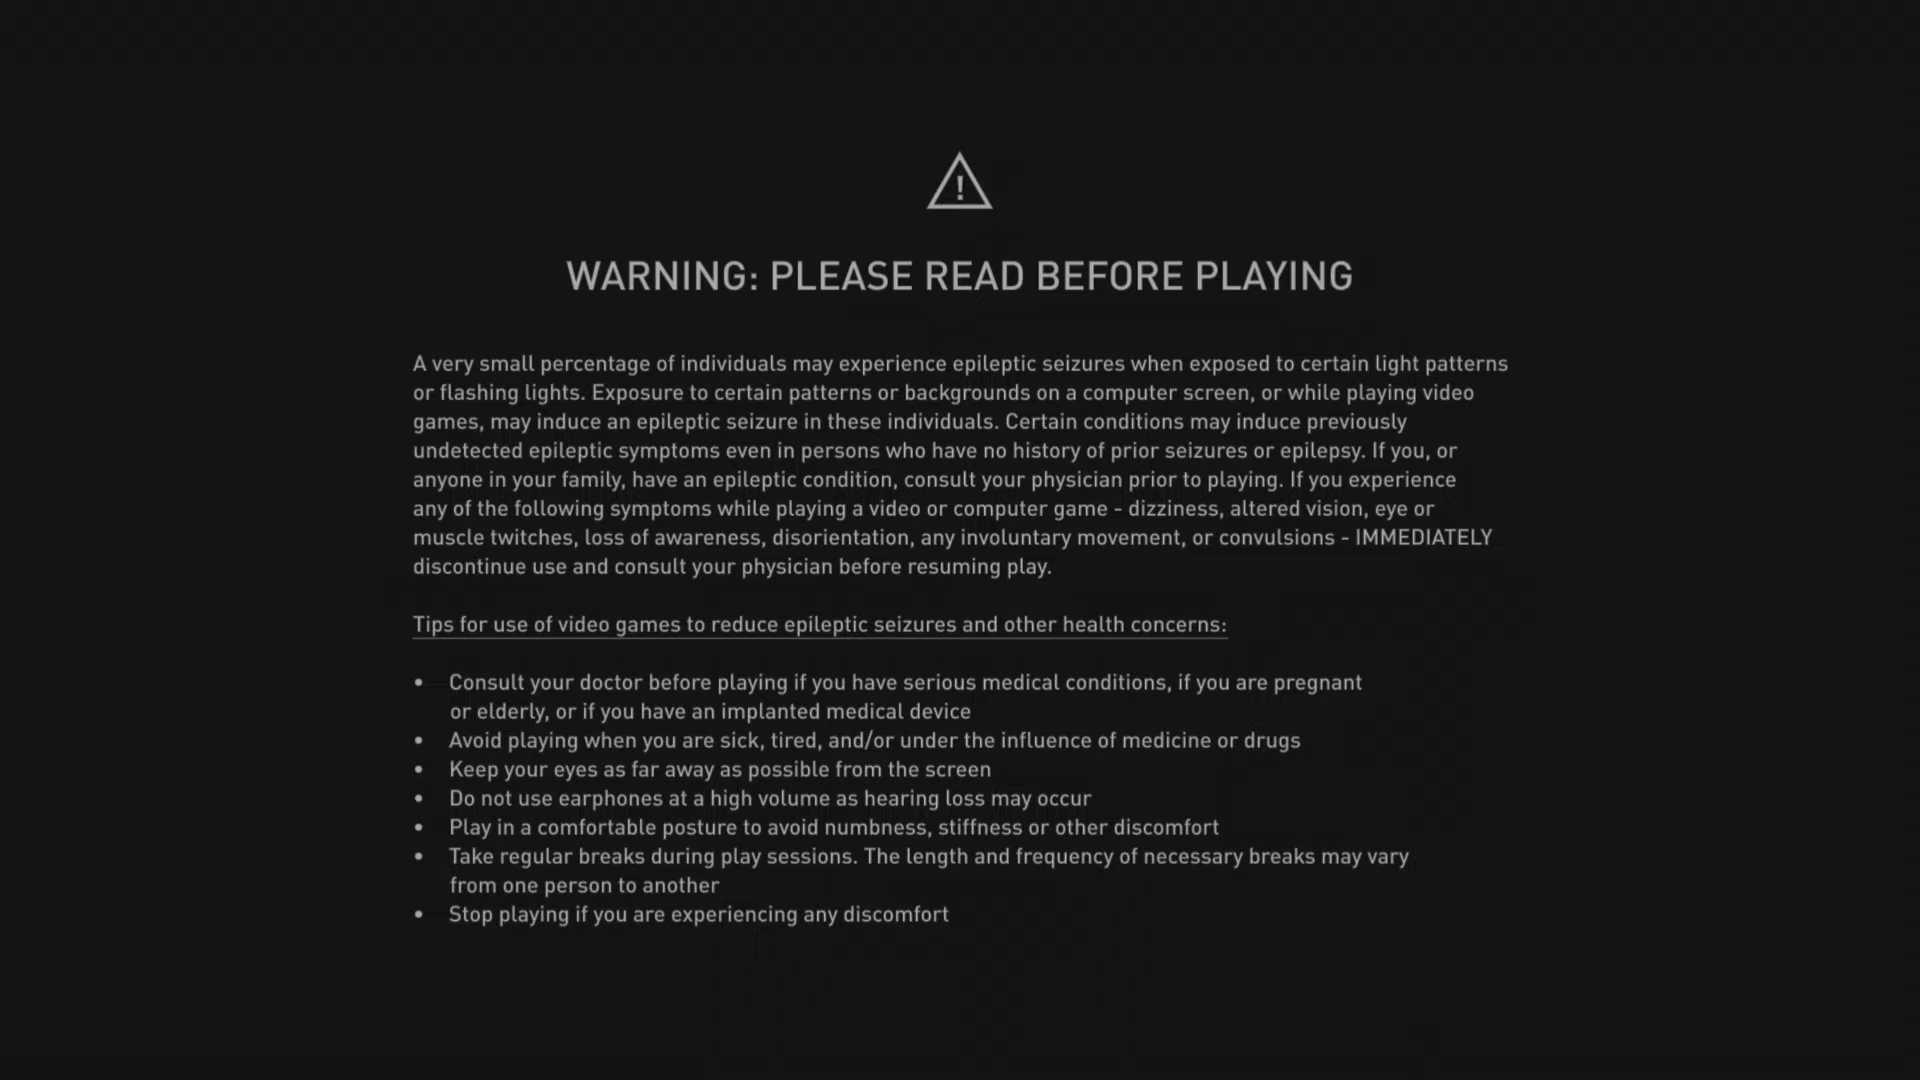 !
WARNING: PLEASE READ BEFORE PLAYING
A very small percentage of individuals may experience epileptic seizures when exposed to certain light patterns
or flashing lights. Exposure to certain patterns or backgrounds on a computer screen, or while playing video
games, may induce an epileptic seizure in these individuals. Certain conditions may induce previously
undetected epileptic symptoms even in persons who have no history of prior seizures or epilepsy. If you, or
anyone in your family, have an epileptic condition, consult your physician prior to playing. If you experience
any of the following symptoms while playing a video or computer game - dizziness, altered vision, eye or
muscle twitches, loss of awareness, disorientation, any involuntary movement, or convulsions - IMMEDIATELY
discontinue use and consult your physician before resuming play.
Tips for use of video games to reduce epileptic seizures and other health concerns:
• Consult your doctor before playing if you have serious medical conditions, if you are pregnant
or elderly, or if you have an implanted medical device
• Avoid playing when you are sick, tired, and/or under the influence of medicine or drugs
• Keep your eyes as far away as possible from the screen
• Do not use earphones at a high volume as hearing loss may occur
• Play in a comfortable posture to avoid numbness, stiffness or other discomfort
• Take regular breaks during play sessions. The length and frequency of necessary breaks may vary
from one person to another
• Stop playing if you are experiencing any discomfort